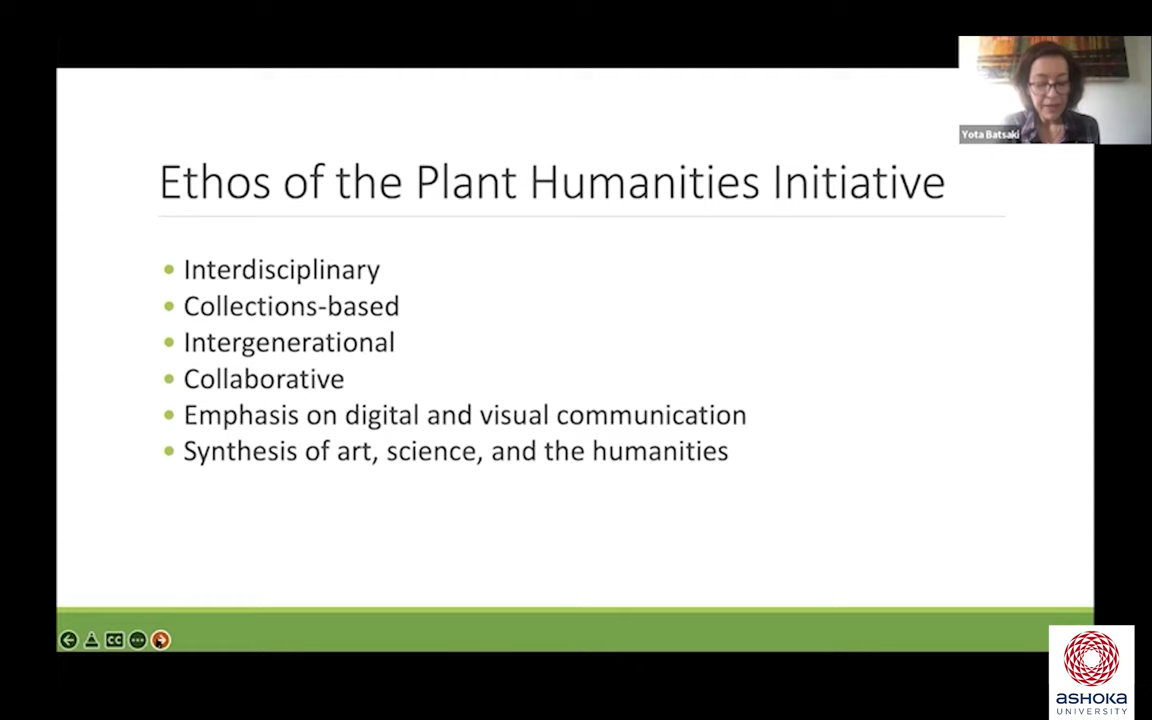 Yota Batsaki
Ethos of the Plant Humanities Initiative
• Interdisciplinary
• Collections-based
• Intergenerational
• Collaborative
• Emphasis on digital and visual communication
• Synthesis of art, science, and the humanities
CC
ASHOKA
UNIVERSITY